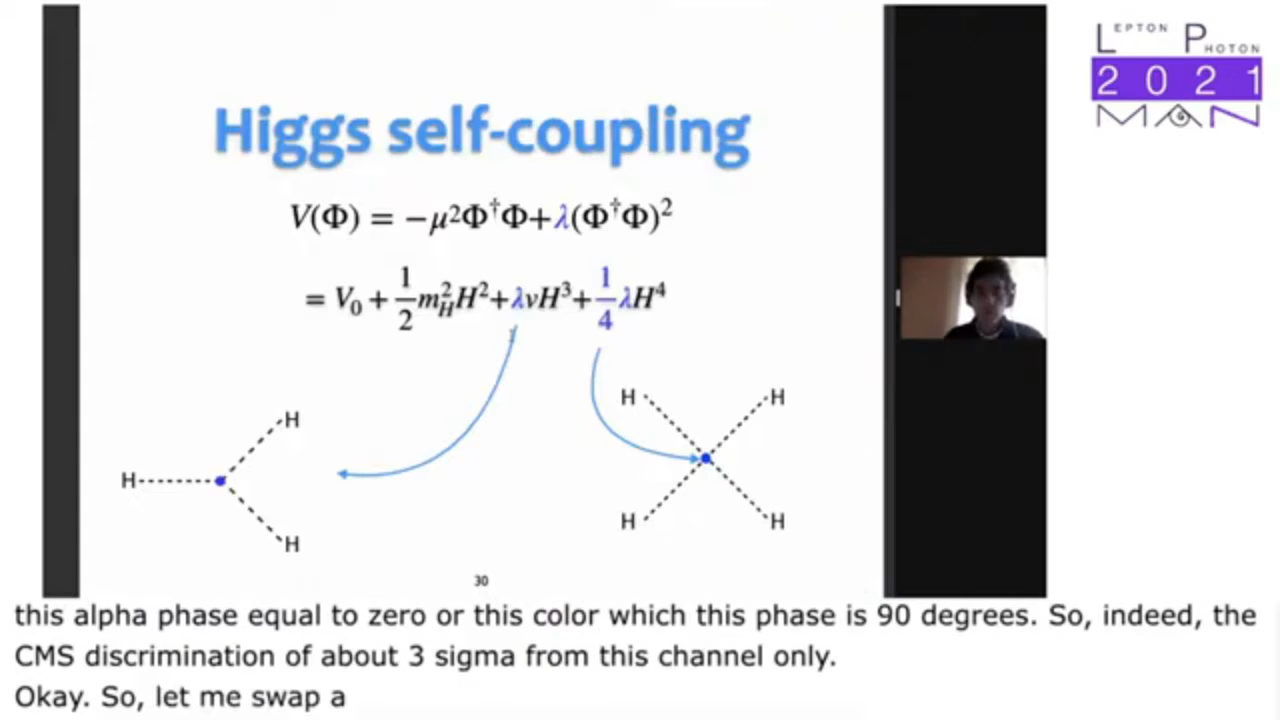 LEPTON PHOTON
2021
MAN
Higgs self-coupling
V(Φ) = −μ²Φ†Φ+λ(Φ†Φ)²
= V₀ + 1/2 m²_H H²+λvH³+ 1/4 λH⁴
H H H
H H H H
30
this alpha phase equal to zero or this color which this phase is 90 degrees. So, indeed, the
CMS discrimination of about 3 sigma from this channel only.
Okay. So, let me swap a